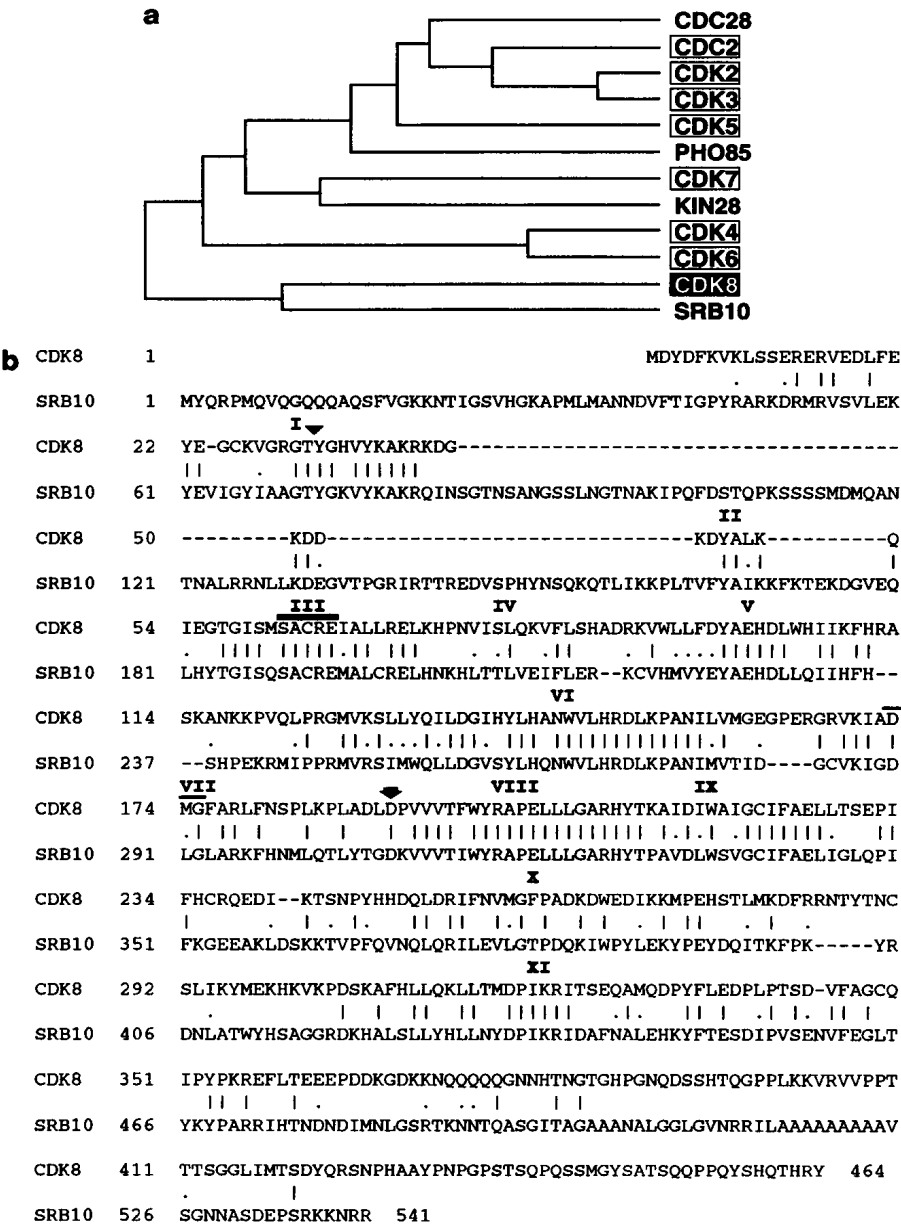 a
CDC28
CDC2
CDK2
CDK3
CDK5
PHO85
CDK7
KIN28
CDK4
CDK6
CDK8
SRB10
b CDK8 1 MDYDFKVKLSSERERVEDLFE
. . | | | |
SRB10 1 MYQRPMQVQGQQQAQSFVGKKNTIGSVHGKAPMLMANNDVFTIGPYRARKDRMRVSVLEK
I
CDK8 22 YE-GCKVGRGTYGHVYKAKRKDG-------------------------------------
| | . | | | | | | | | | |
SRB10 61 YEVIGYIAAGTYGKVYKAKRQINSGTNSANGSSLNGTNAKIPQFDSTQPKSSSSMDMQAN
II
CDK8 50 ---------KDD-------------------------------KDYALK----------Q
| | . | | . | |
SRB10 121 TNALRRNLLKDEGVTPGRIRTTREDVSPHYNSQKQTLIKKPLTVFYAIKKFKTEKDGVEQ
III IV V
CDK8 54 IEGTGISMSACREIALLRELKHPNVISLQKVFLSHADRKVWLLFDYAEHDLWHIIKFHRA
SRB10 181 LHYTGISQSACREMALCRELHNKHLTTLVEIFLER--KCVHMVYEYAEHDLLQIIHFH--
VI
CDK8 114 SKANKKPVQLPRGMVKSLLYQILDGIHYLHANWVLHRDLKPANILVMGEGPERGRVKIAD
SRB10 237 --SHPEKRMIPPRMVRSIMWQLLDGVSYLHQNWVLHRDLKPANIMVTID----GCVKIGD
VII VIII IX
CDK8 174 MGFARLFNSPLKPLADLDPVVVTFWYRAPELLLGARHYTKAIDIWAIGCIFAELLTSEPI
SRB10 291 LGLARKFHNMLQTLYTGDKVVVTIWYRAPELLLGARHYTPAVDLWSVGCIFAELIGLQPI
CDK8 234 FHCRQEDI--KTSNPYHHDQLDRIFNVMGFPADKDWEDIKKMPEHSTLMKDFRRNTYTNC
X
SRB10 351 FKGEEAKLDSKKTVPFQVNQLQRILEVLGTPDQKIWPYLEKYPEYDQITKFPK-----YR
XI
CDK8 292 SLIKYMEKHKVKPDSKAFHLLQKLLTMDPIKRITSEQAMQDPYFLEDPLPTSD-VFAGCQ
SRB10 406 DNLATWYHSAGGRDKHALSLLYHLLNYDPIKRIDAFNALEHKYFTESDIPVSENVFEGLT
CDK8 351 IPYPKREFLTEEEPDDKGDKKNQQQQQGNNHTNGTGHPGNQDSSHTQGPPLKKVRVVPPT
SRB10 466 YKYPARRIHTNDNDIMNLGSRTKNNTQASGITAGAAANALGGLGVNRRILAAAAAAAAAV
CDK8 411 TTSGGLIMTSDYQRSNPHAAYPNPGPSTSQPQSSMGYSATSQQPPQYSHQTHRY 464
. |
SRB10 526 SGNNASDEPSRKKNRR 541